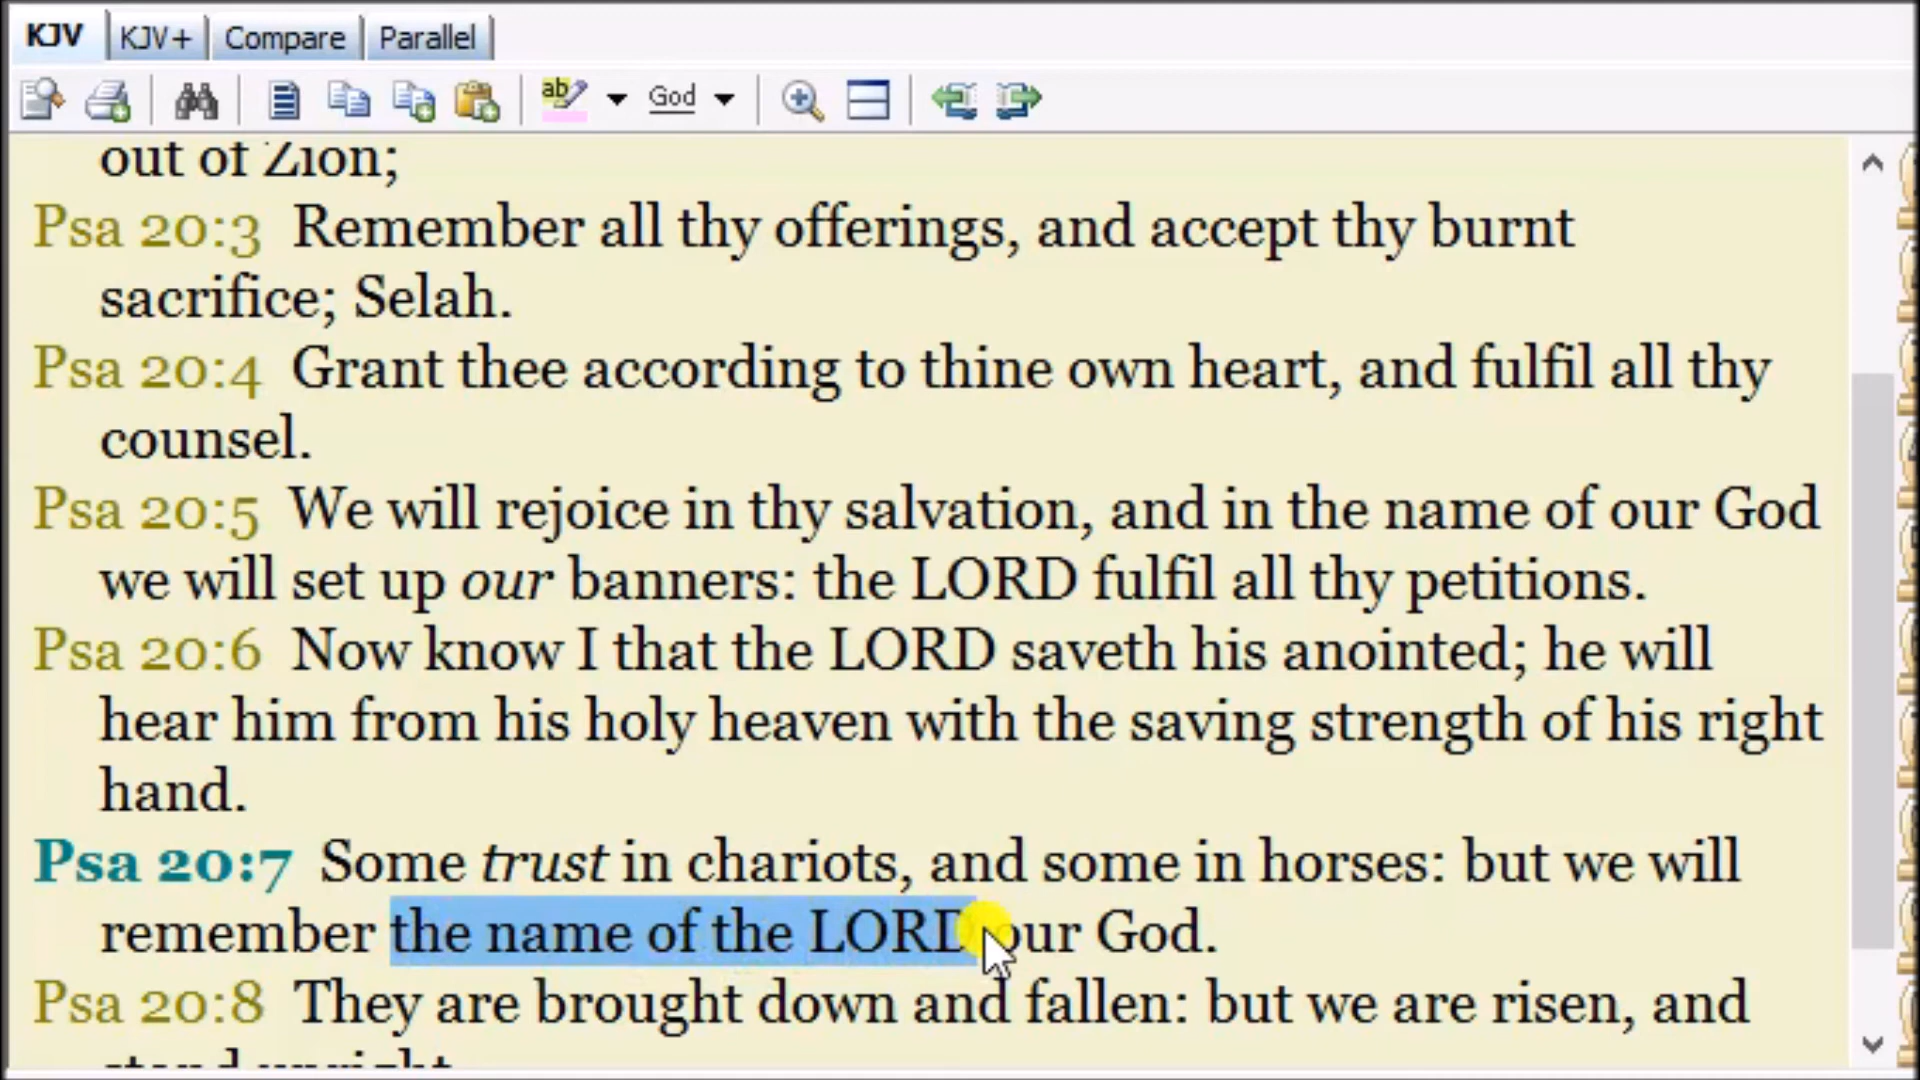 KJV KJV+ Compare Parallel
ab God
out of Zion;
Psa 20:3 Remember all thy offerings, and accept thy burnt
sacrifice; Selah.
Psa 20:4 Grant thee according to thine own heart, and fulfil all thy
counsel.
Psa 20:5 We will rejoice in thy salvation, and in the name of our God
we will set up our banners: the LORD fulfil all thy petitions.
Psa 20:6 Now know I that the LORD saveth his anointed; he will
hear him from his holy heaven with the saving strength of his right
hand.
Psa 20:7 Some trust in chariots, and some in horses: but we will
remember the name of the LORD our God.
Psa 20:8 They are brought down and fallen: but we are risen, and
stand upright.